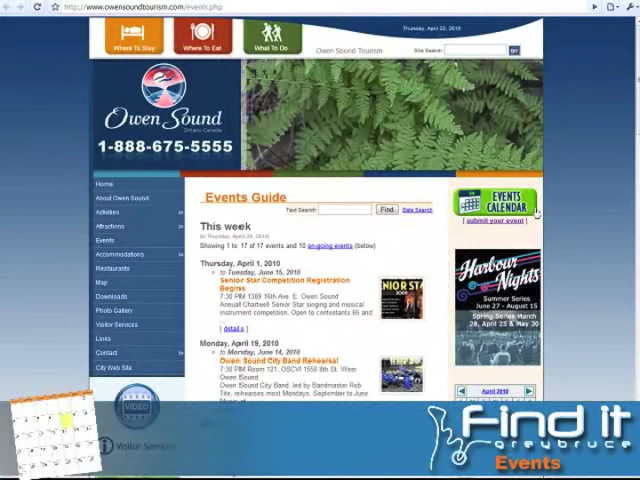 http://www.owensoundtourism.com/events.php
Where To Stay
Where To Eat
What To Do
Owen Sound Tourism
Thursday, April 22, 2010
Site Search:
GO
Owen Sound
Ontario Canada
1-888-675-5555
Home
About Owen Sound
Activities
Attractions
Events
Accommodations
Restaurants
Map
Downloads
Photo Gallery
Visitor Services
Links
Contact
City Web Site
VIDEO
Visitor Services
Events Guide
Text Search:
Find
Date Search
This week
(to Thursday, April 29, 2010)
Showing 1 to 17 of 17 events and 10 on-going events (below)
Thursday, April 1, 2010
to Tuesday, June 15, 2010
Senior Star Competition Registration
Begins
7:30 PM 1389 16th Ave. E. Owen Sound
Annual Chartwell Senior Star singing and musical
instrument competition. Open to contestants 65 and
[ details ]
Monday, April 19, 2010
to Monday, June 14, 2010
Owen Sound City Band Rehearsal
7:30 PM Room 121, OSCVI 1550 8th St. West
Owen Sound
Owen Sound City Band, led by Bandmaster Rob
Tite, rehearses most Mondays, September to June
EVENTS
CALENDAR
[ submit your event ]
Harbour
Nights
Summer Series
June 27 - August 15
Spring Series March
28, April 25 & May 30
April 2010
Find it
greybruce
Events